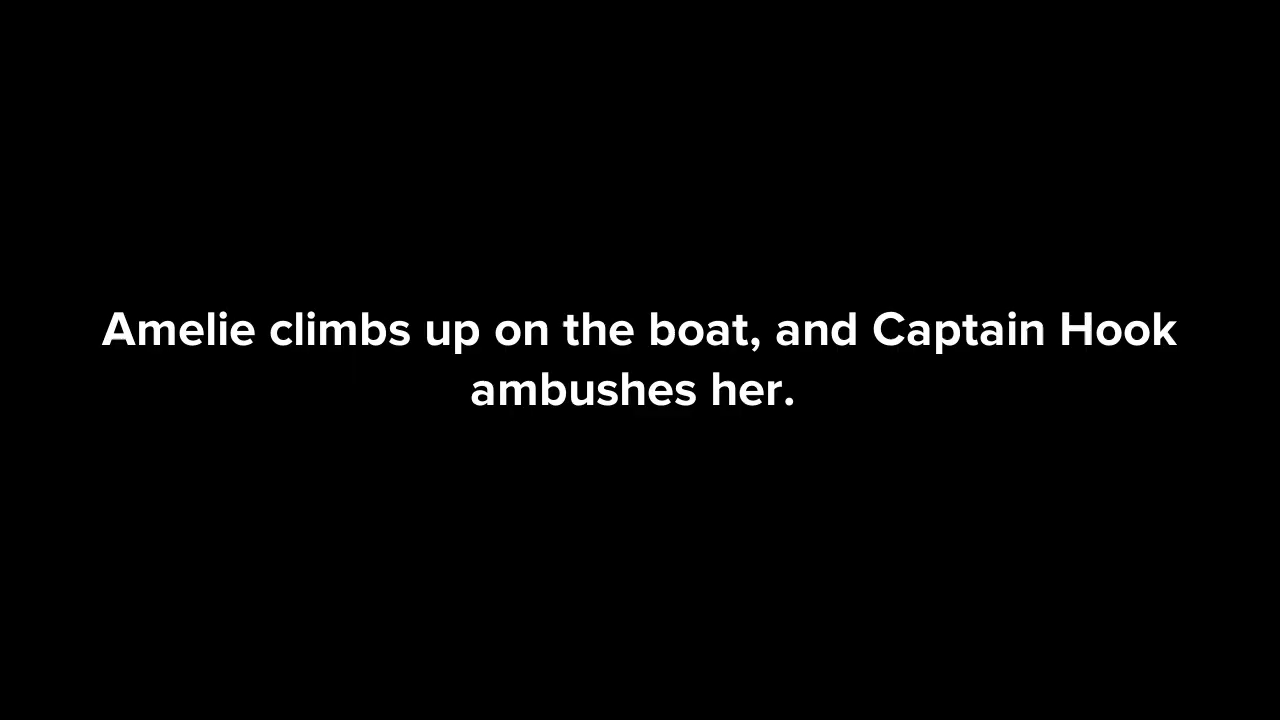 Amelie climbs up on the boat, and Captain Hook
ambushes her.